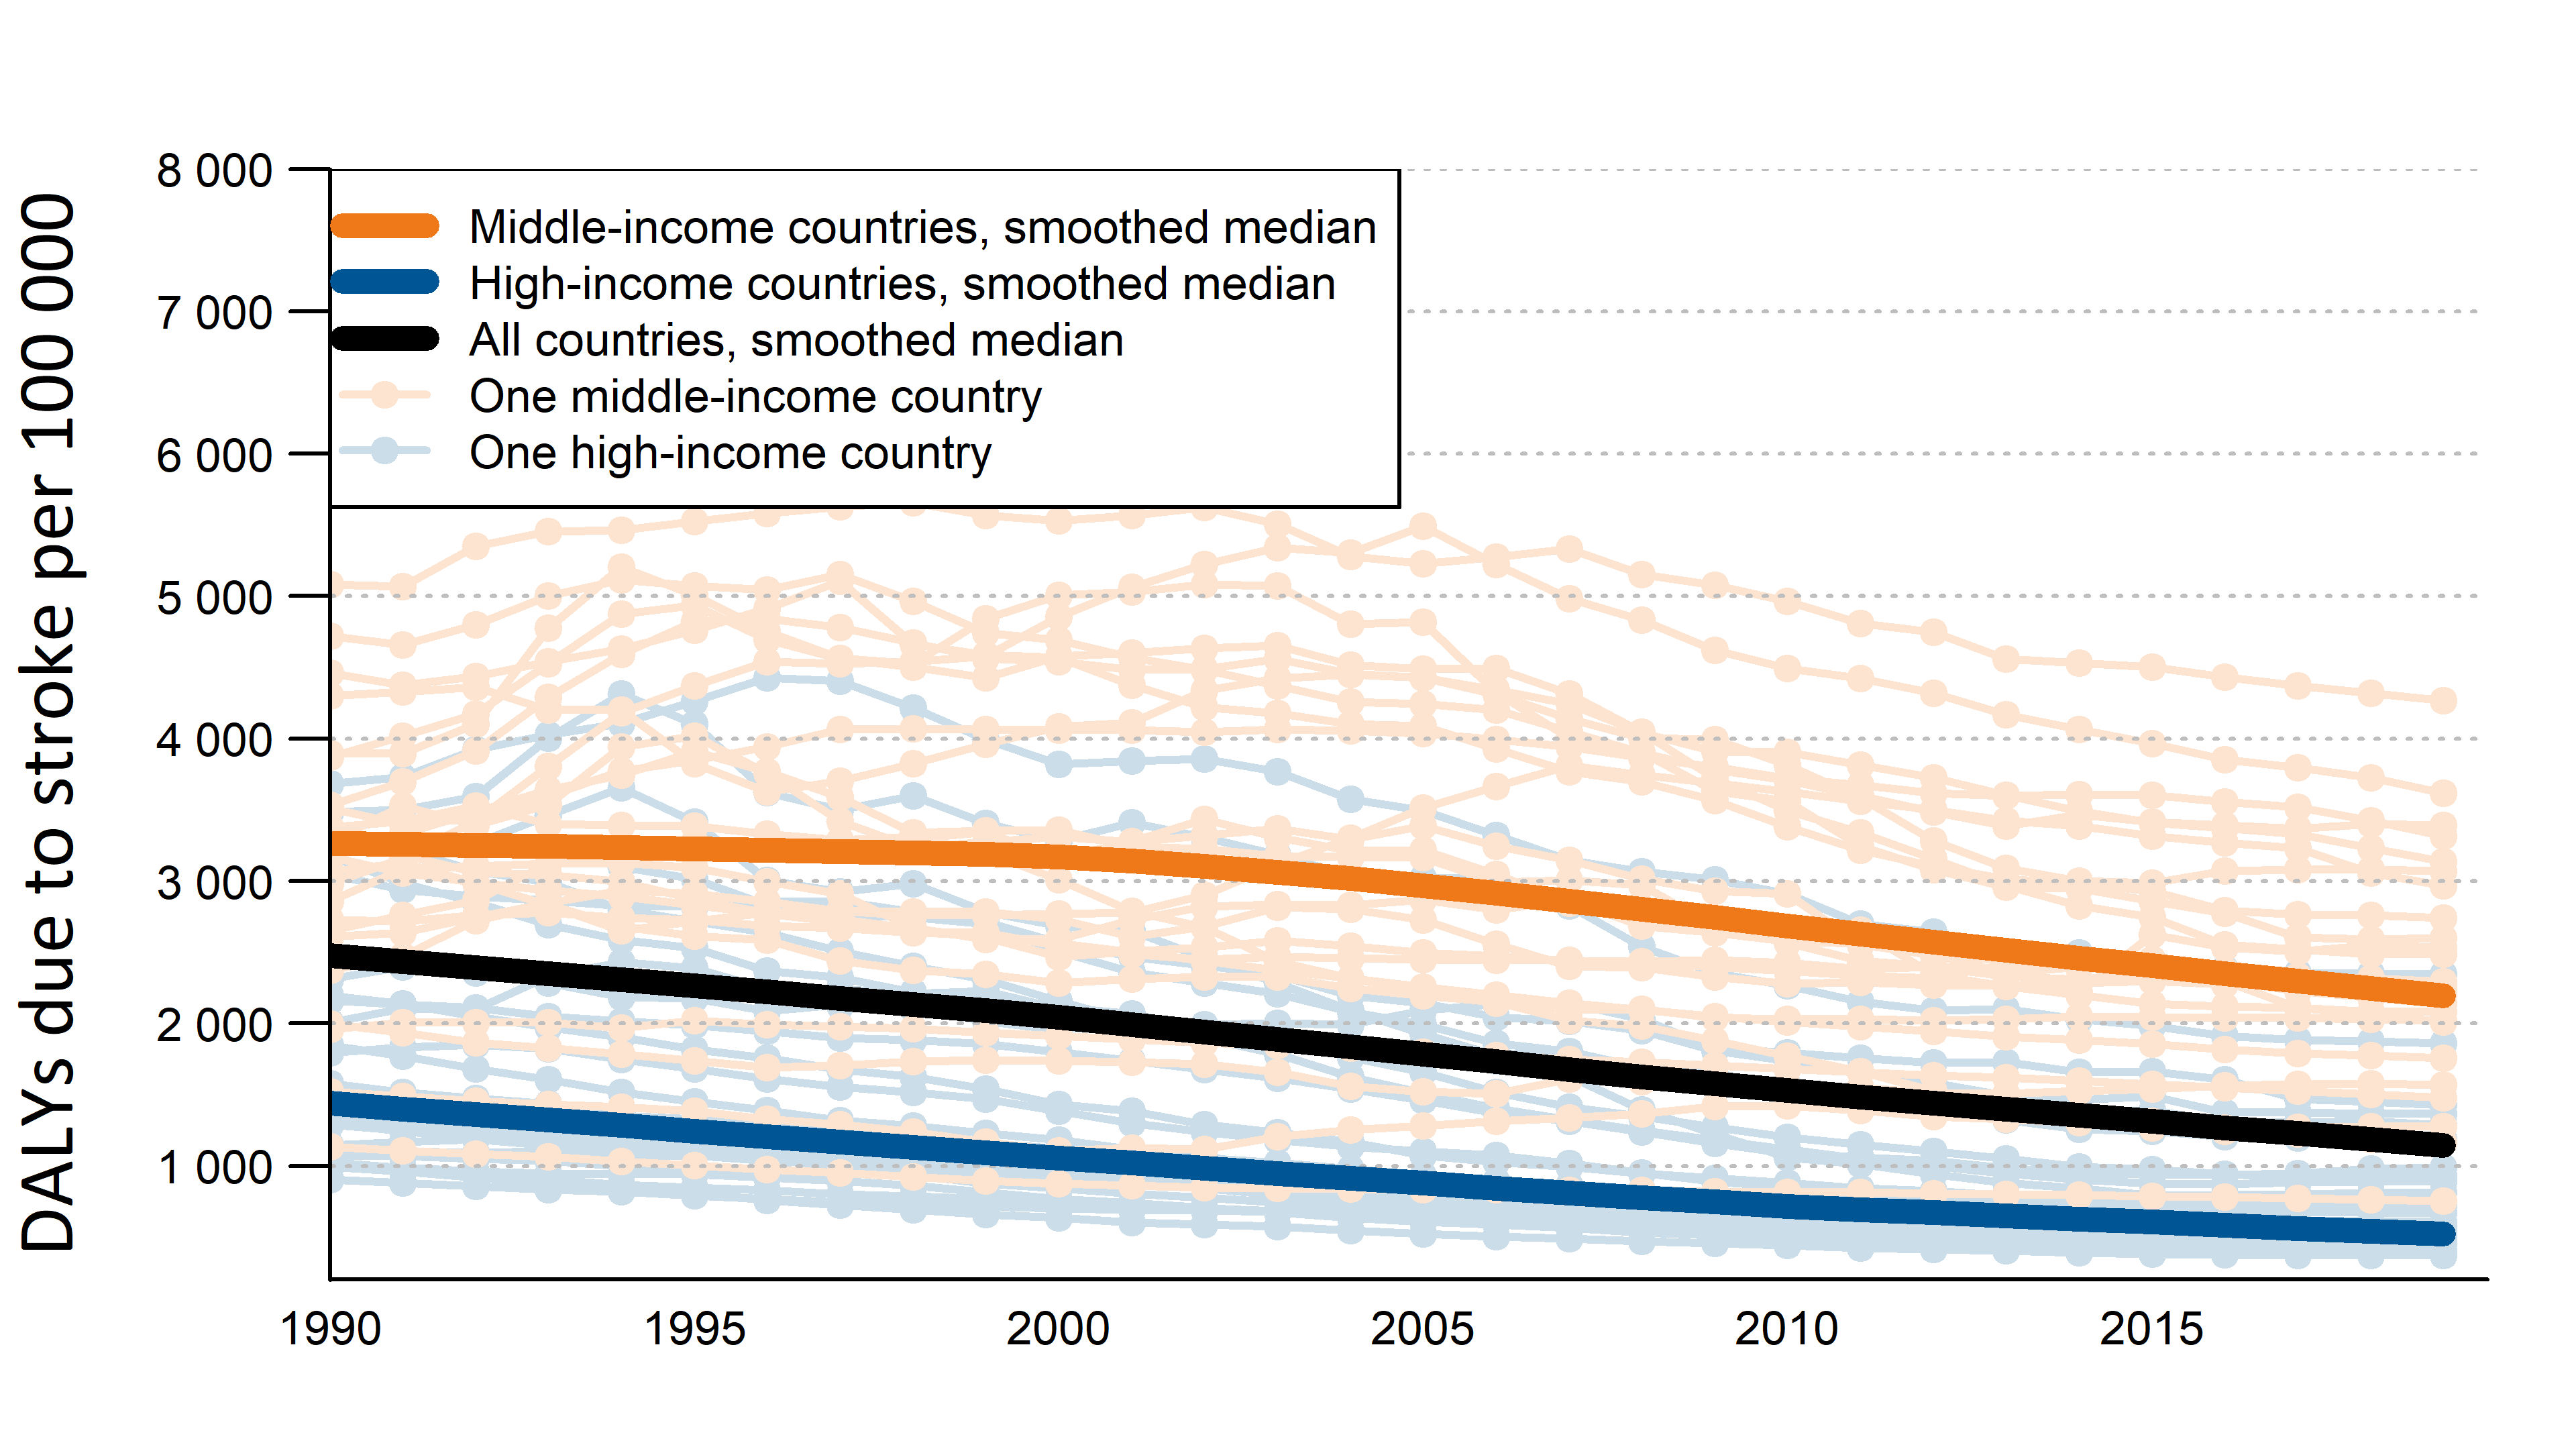 DALYs due to stroke per 100 000
8 000
7 000
6 000
5 000
4 000
3 000
2 000
1 000
Middle-income countries, smoothed median
High-income countries, smoothed median
All countries, smoothed median
One middle-income country
One high-income country
1990 1995 2000 2005 2010 2015